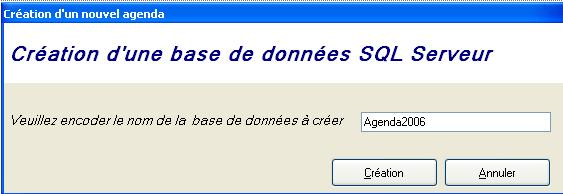 Création d'un nouvel agenda
Création d'une base de données SQL Serveur
Veuillez encoder le nom de la base de données à créer
Agenda2006
Création
Annuler